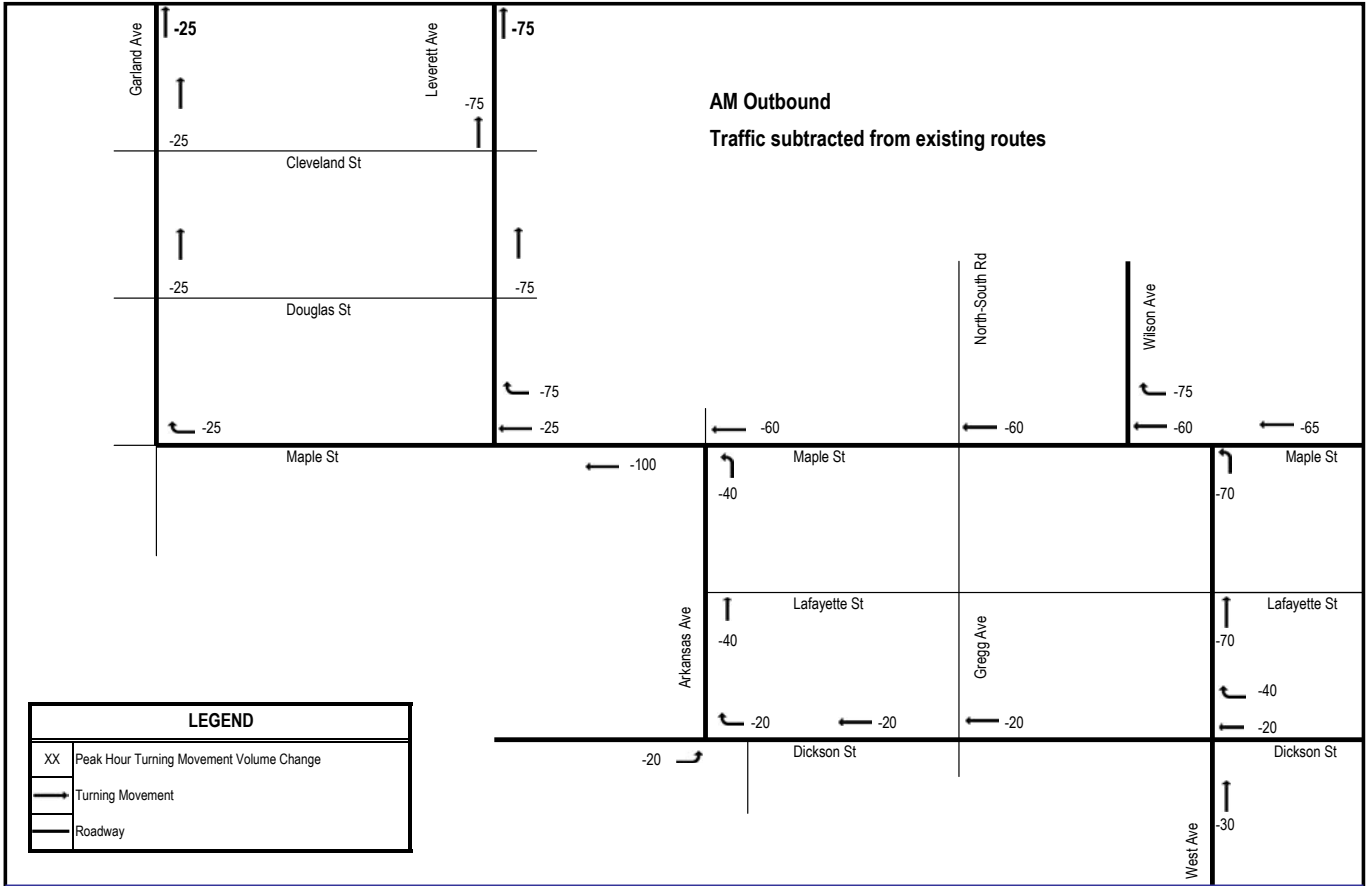 Garland Ave
-25
Leverett Ave
-75
-75
AM Outbound
Traffic subtracted from existing routes
-25
Cleveland St
-25
-75
Douglas St
North-South Rd
Wilson Ave
-75
-75
-25
-25
-60
-60
-60
-65
Maple St
-100
Maple St
Maple St
-40
-70
Lafayette St
Lafayette St
-40
-70
Arkansas Ave
Gregg Ave
-40
-20
-20
-20
-20
-20
Dickson St
Dickson St
-30
West Ave
LEGEND
XX Peak Hour Turning Movement Volume Change
Turning Movement
Roadway